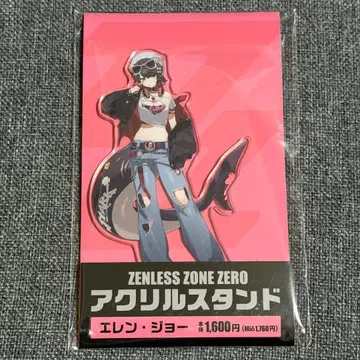 ZENLESS ZONE ZERO
アクリルスタンド
エレン・ジョー 本体 1,600円 (税込1,760円)